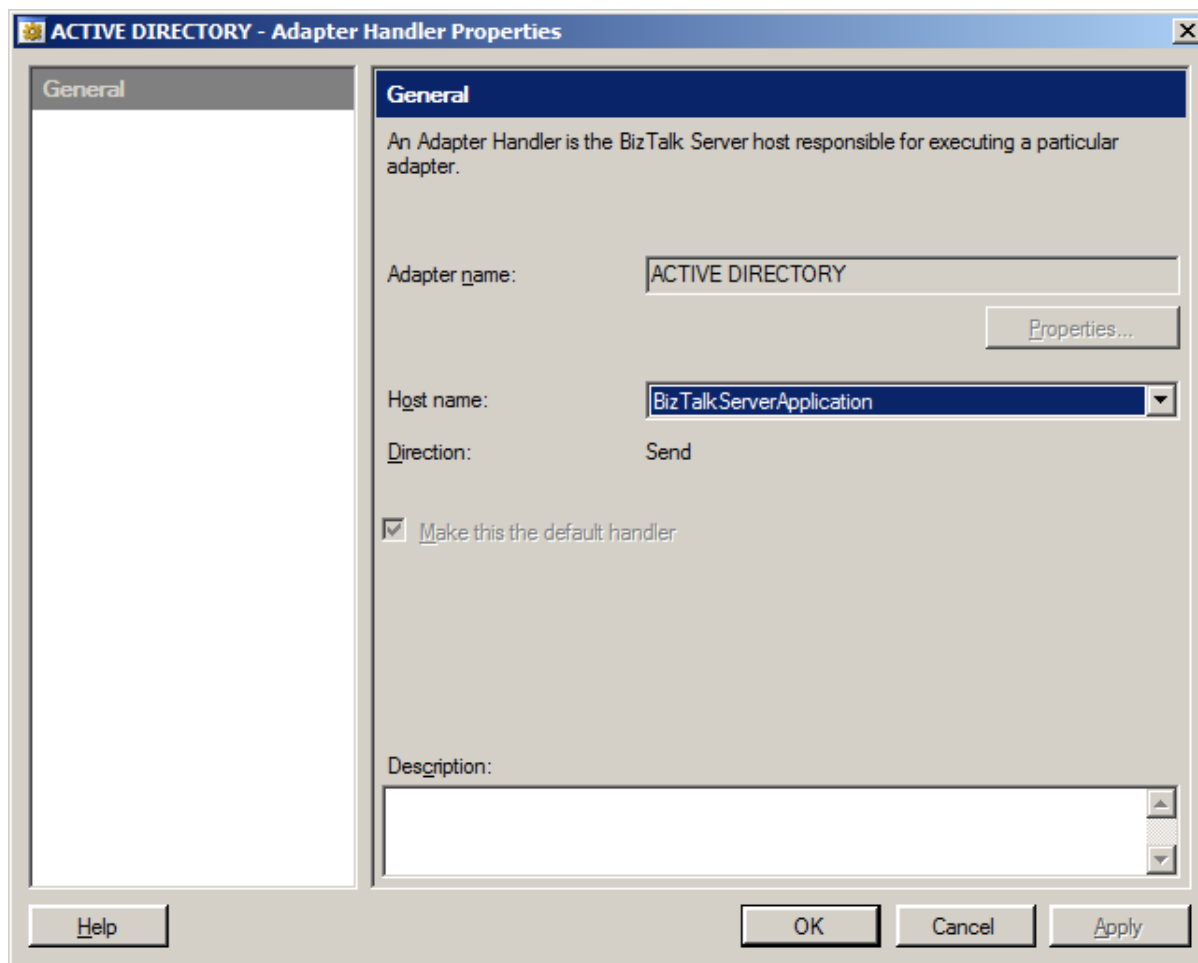 ACTIVE DIRECTORY - Adapter Handler Properties
General
General
An Adapter Handler is the BizTalk Server host responsible for executing a particular
adapter.
Adapter name: ACTIVE DIRECTORY
Properties...
Host name: BizTalkServerApplication
Direction: Send
Make this the default handler
Description:
Help OK Cancel Apply